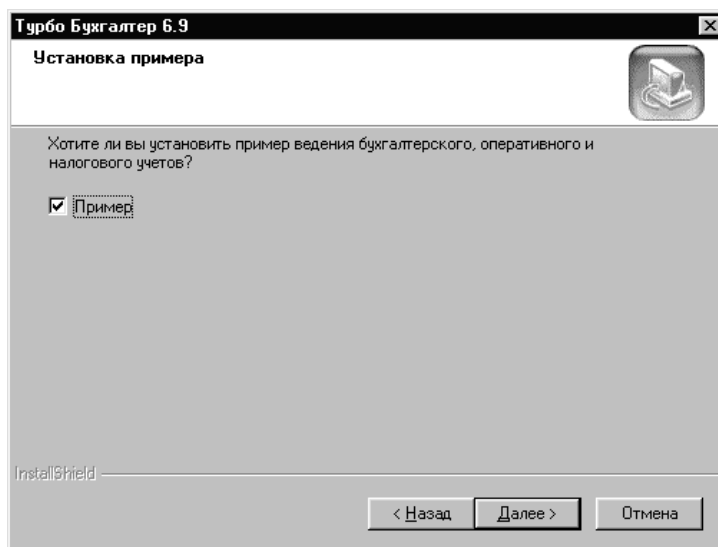 Турбо Бухгалтер 6.9
Установка примера
Хотите ли вы установить пример ведения бухгалтерского, оперативного и
налогового учетов?
Пример
InstallShield
< Назад
Далее >
Отмена